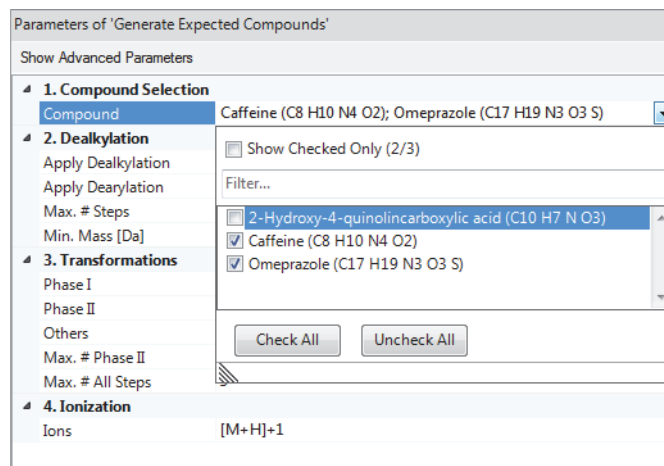 Parameters of 'Generate Expected Compounds'
Show Advanced Parameters
1. Compound Selection
Compound Caffeine (C8 H10 N4 O2); Omeprazole (C17 H19 N3 O3 S)
2. Dealkylation
Show Checked Only (2/3)
Apply Dealkylation
Apply Dearylation
Filter...
Max. # Steps
2-Hydroxy-4-quinolincarboxylic acid (C10 H7 N O3)
Min. Mass [Da]
Caffeine (C8 H10 N4 O2)
3. Transformations
Omeprazole (C17 H19 N3 O3 S)
Phase I
Phase II
Others
Check All Uncheck All
Max. # Phase II
Max. # All Steps
4. Ionization
Ions [M+H]+1